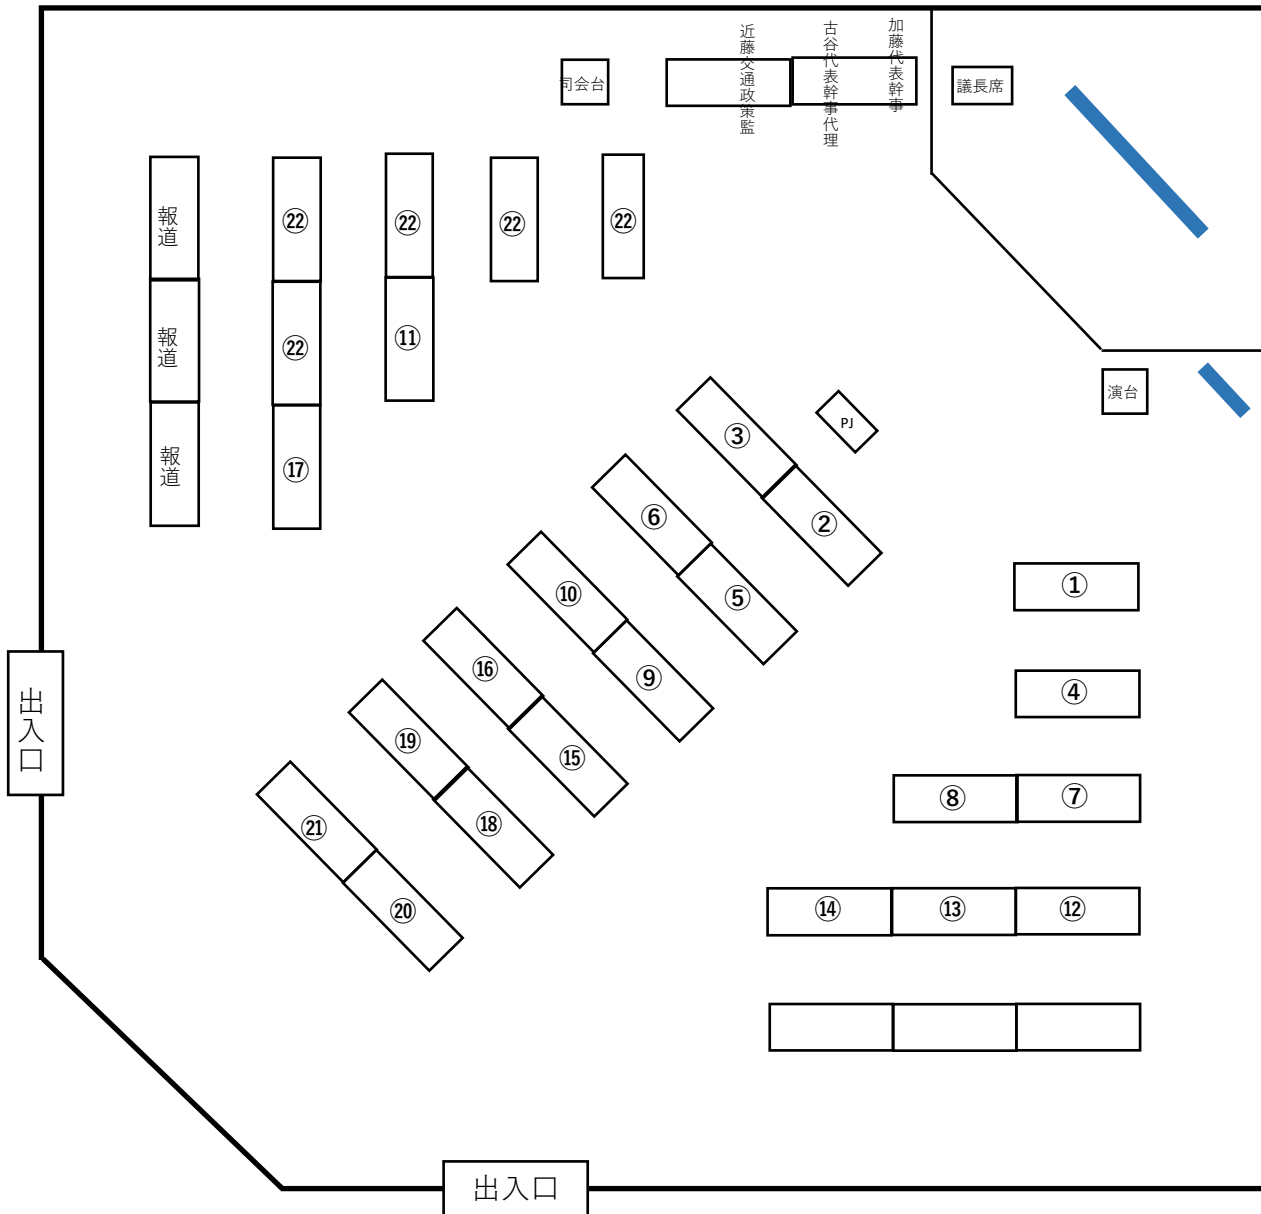 近藤交通政策監
古谷代表幹事代理
加藤代表幹事
司会台
議長席
報道
㉒
㉒
㉒
㉒
報道
㉒
⑪
演台
報道
⑰
③
PJ
②
⑥
⑤
⑩
⑨
①
⑯
⑮
④
⑲
⑱
⑧
⑦
㉑
⑳
⑭
⑬
⑫
出入口
出入口